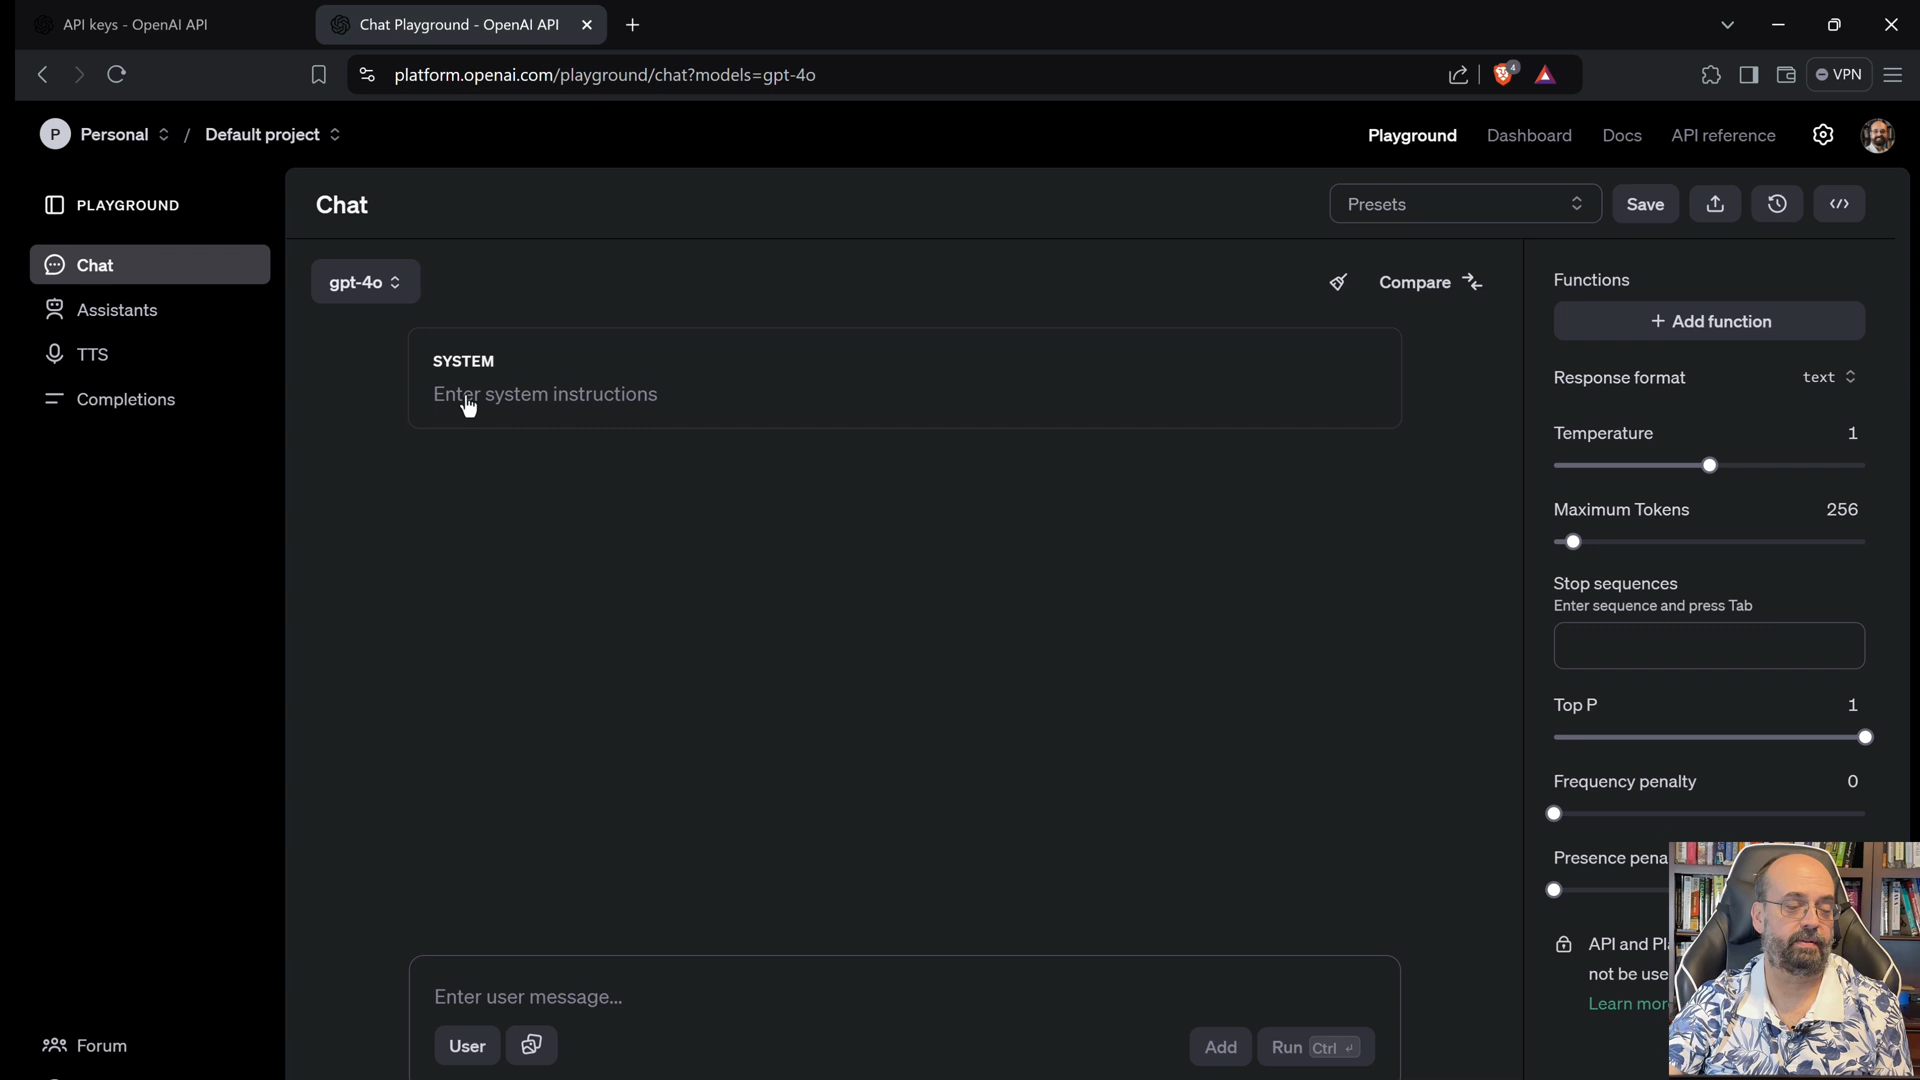 API keys - OpenAI API
Chat Playground - OpenAI API
platform.openai.com/playground/chat?models=gpt-4o
4
VPN
P Personal / Default project
Playground Dashboard Docs API reference
PLAYGROUND
Chat
Assistants
TTS
Completions
Forum
Chat
Presets
Save
gpt-4o
Compare
SYSTEM
Enter system instructions
Enter user message...
User
Add
Run Ctrl ↵
Functions
+ Add function
Response format text
Temperature 1
Maximum Tokens 256
Stop sequences
Enter sequence and press Tab
Top P 1
Frequency penalty 0
Presence pena
API and Pl
not be use
Learn mor